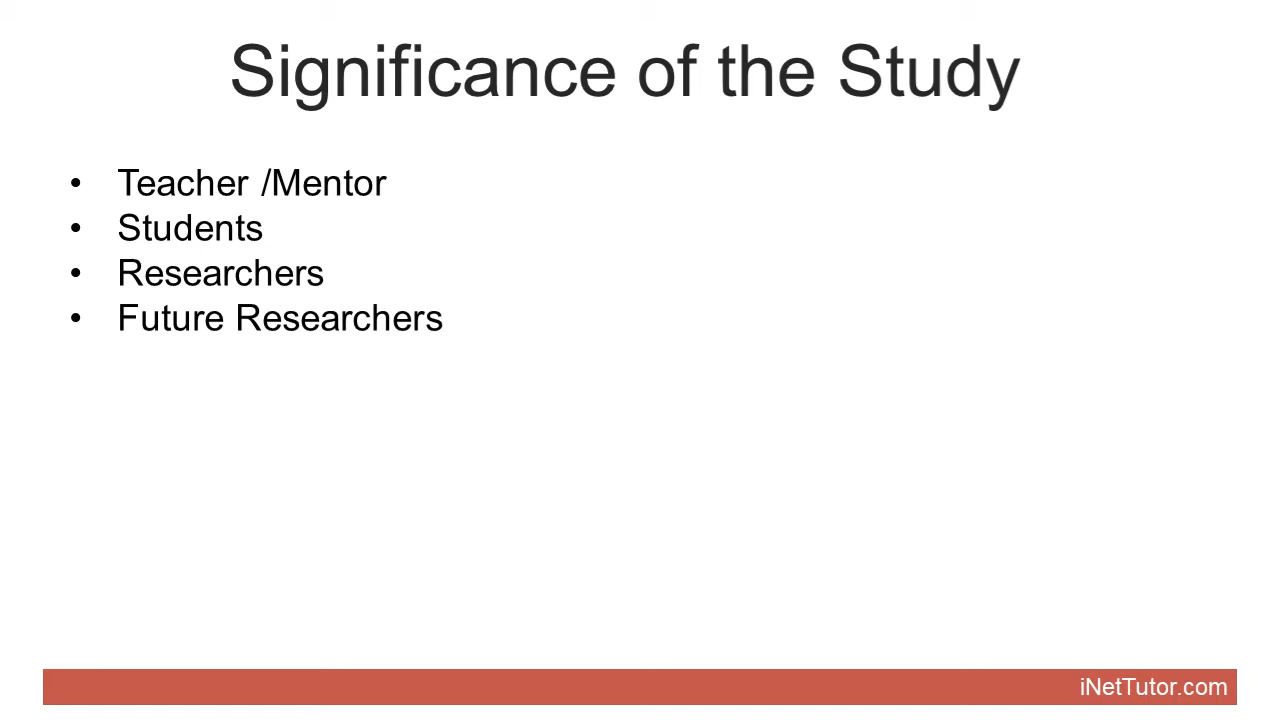 Significance of the Study
• Teacher /Mentor
• Students
• Researchers
• Future Researchers
iNetTutor.com